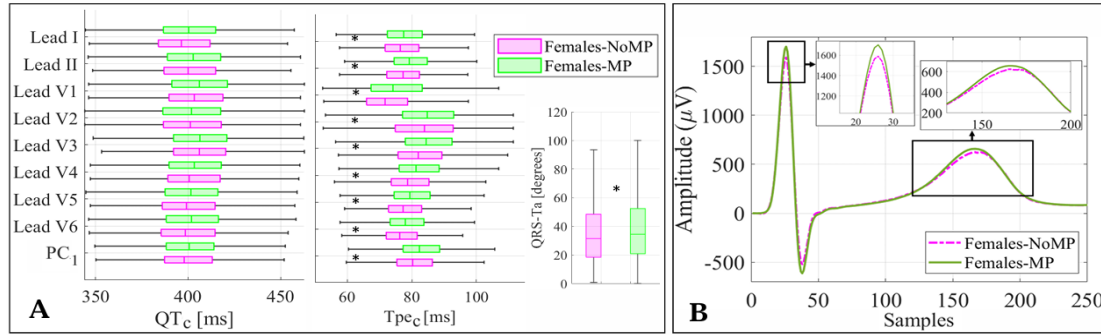 Lead I
Lead II
Lead V1
Lead V2
Lead V3
Lead V4
Lead V5
Lead V6
PC1
350 400 450
QTc [ms]
A
* * * * * * * * *
60 80 100
Tpec [ms]
Females-NoMP
Females-MP
120
100
80
60
40
20
0
QRS-Ta [degrees]
*
1500
1000
500
0
-500
Amplitude (μV)
1600
1400
1200
20 30
600
400
200
150 200
Females-NoMP
Females-MP
0 50 100 150 200 250
Samples
B